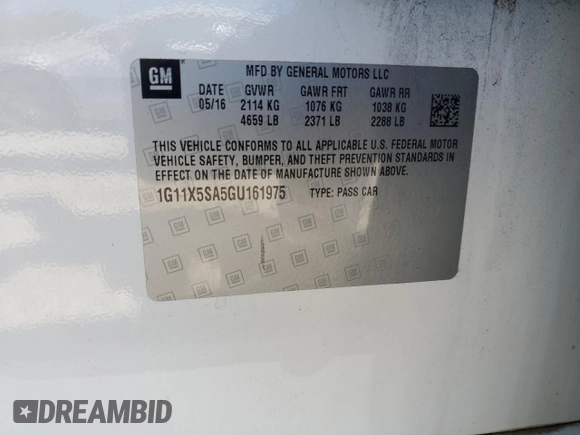 GM
MFD BY GENERAL MOTORS LLC
DATE GVWR GAWR FRT GAWR RR
05/16 2114 KG 1076 KG 1038 KG
4659 LB 2371 LB 2288 LB
THIS VEHICLE CONFORMS TO ALL APPLICABLE U.S. FEDERAL MOTOR
VEHICLE SAFETY, BUMPER, AND THEFT PREVENTION STANDARDS IN
EFFECT ON THE DATE OF MANUFACTURE SHOWN ABOVE.
1G11X5SA5GU161975 TYPE: PASS CAR
DREAMBID